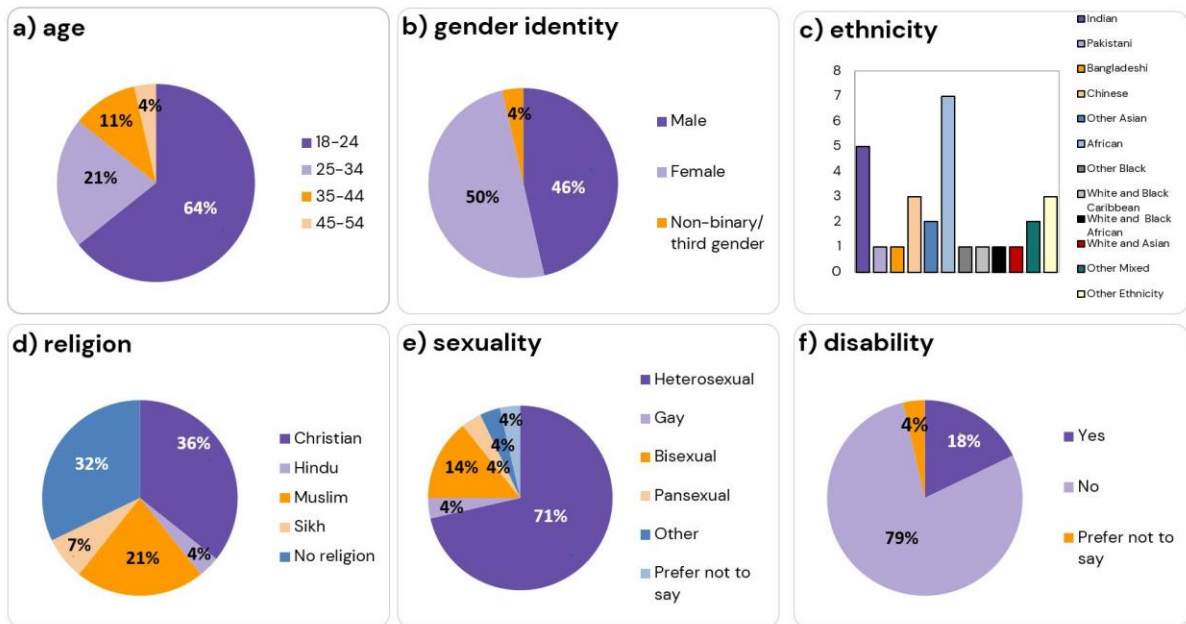 a) age
4%
11%
21%
64%
18-24
25-34
35-44
45-54
b) gender identity
4%
50%
46%
Male
Female
Non-binary/
third gender
c) ethnicity
8
7
6
5
4
3
2
1
0
Indian
Pakistani
Bangladeshi
Chinese
Other Asian
African
Other Black
White and Black
Caribbean
White and Black
African
White and Asian
Other Mixed
Other Ethnicity
d) religion
36%
32%
7%
21%
4%
Christian
Hindu
Muslim
Sikh
No religion
e) sexuality
4%
4%
4%
14%
4%
71%
Heterosexual
Gay
Bisexual
Pansexual
Other
Prefer not to
say
f) disability
4%
18%
79%
Yes
No
Prefer not to
say